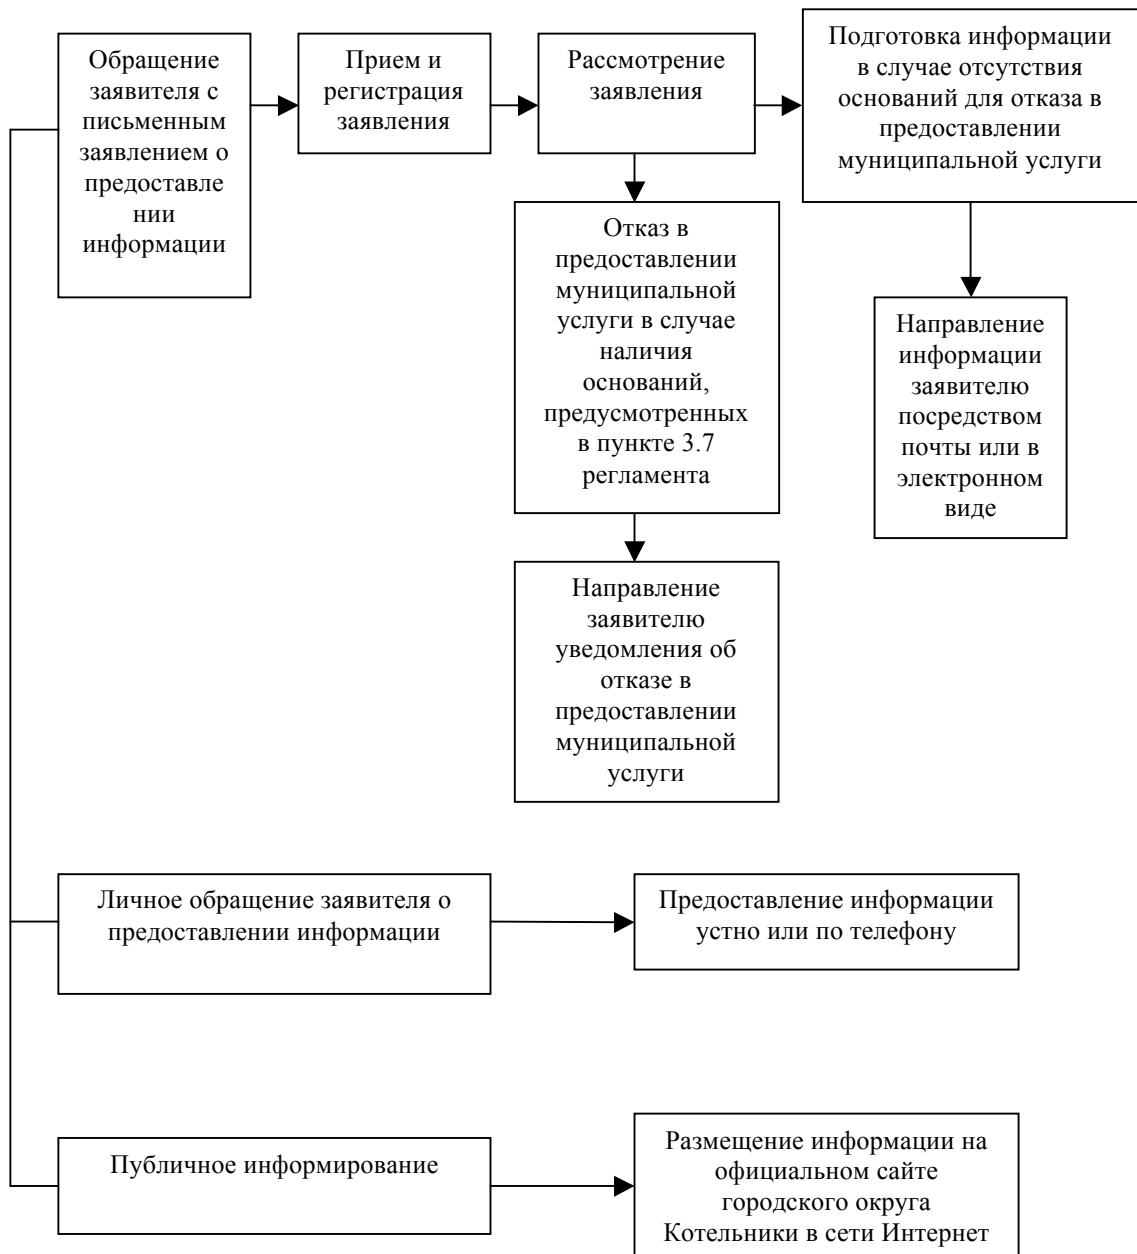 Обращение
заявителя с
письменным
заявлением о
предоставле
нии
информации
Прием и
регистрация
заявления
Рассмотрение
заявления
Подготовка информации
в случае отсутствия
оснований для отказа в
предоставлении
муниципальной услуги
Отказ в
предоставлении
муниципальной
услуги в случае
наличия
оснований,
предусмотренных
в пункте 3.7
регламента
Направление
информации
заявителю
посредством
почты или в
электронном
виде
Направление
заявителю
уведомления об
отказе в
предоставлении
муниципальной
услуги
Личное обращение заявителя о
предоставлении информации
Предоставление информации
устно или по телефону
Публичное информирование
Размещение информации на
официальном сайте
городского округа
Котельники в сети Интернет